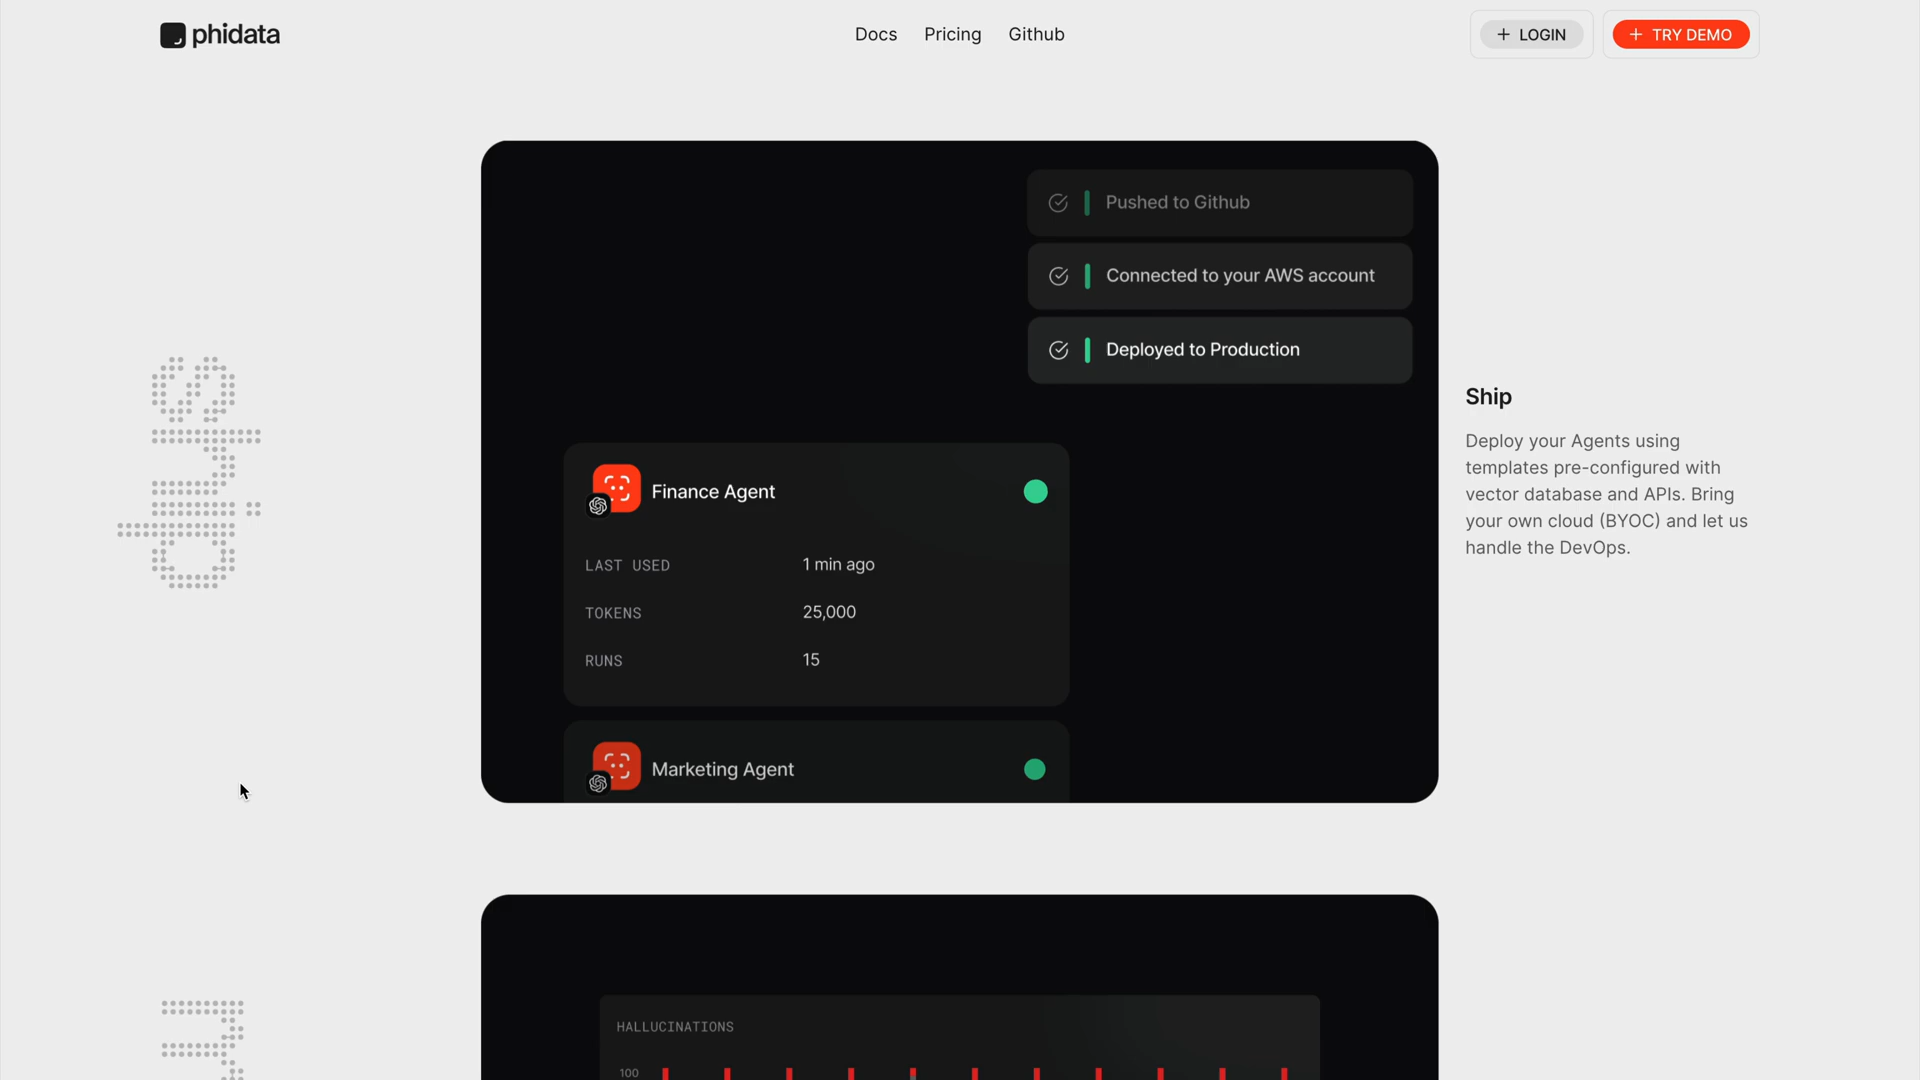 phidata
Docs
Pricing
Github
LOGIN
TRY DEMO
Ship
Pushed to Github
Connected to your AWS account
Deployed to Production
Finance Agent
LAST USED 1 min ago
TOKENS 25,000
RUNS 15
Marketing Agent
Ship
Deploy your Agents using
templates pre-configured with
vector database and APIs. Bring
your own cloud (BYOC) and let us
handle the DevOps.
HALLUCINATIONS
100